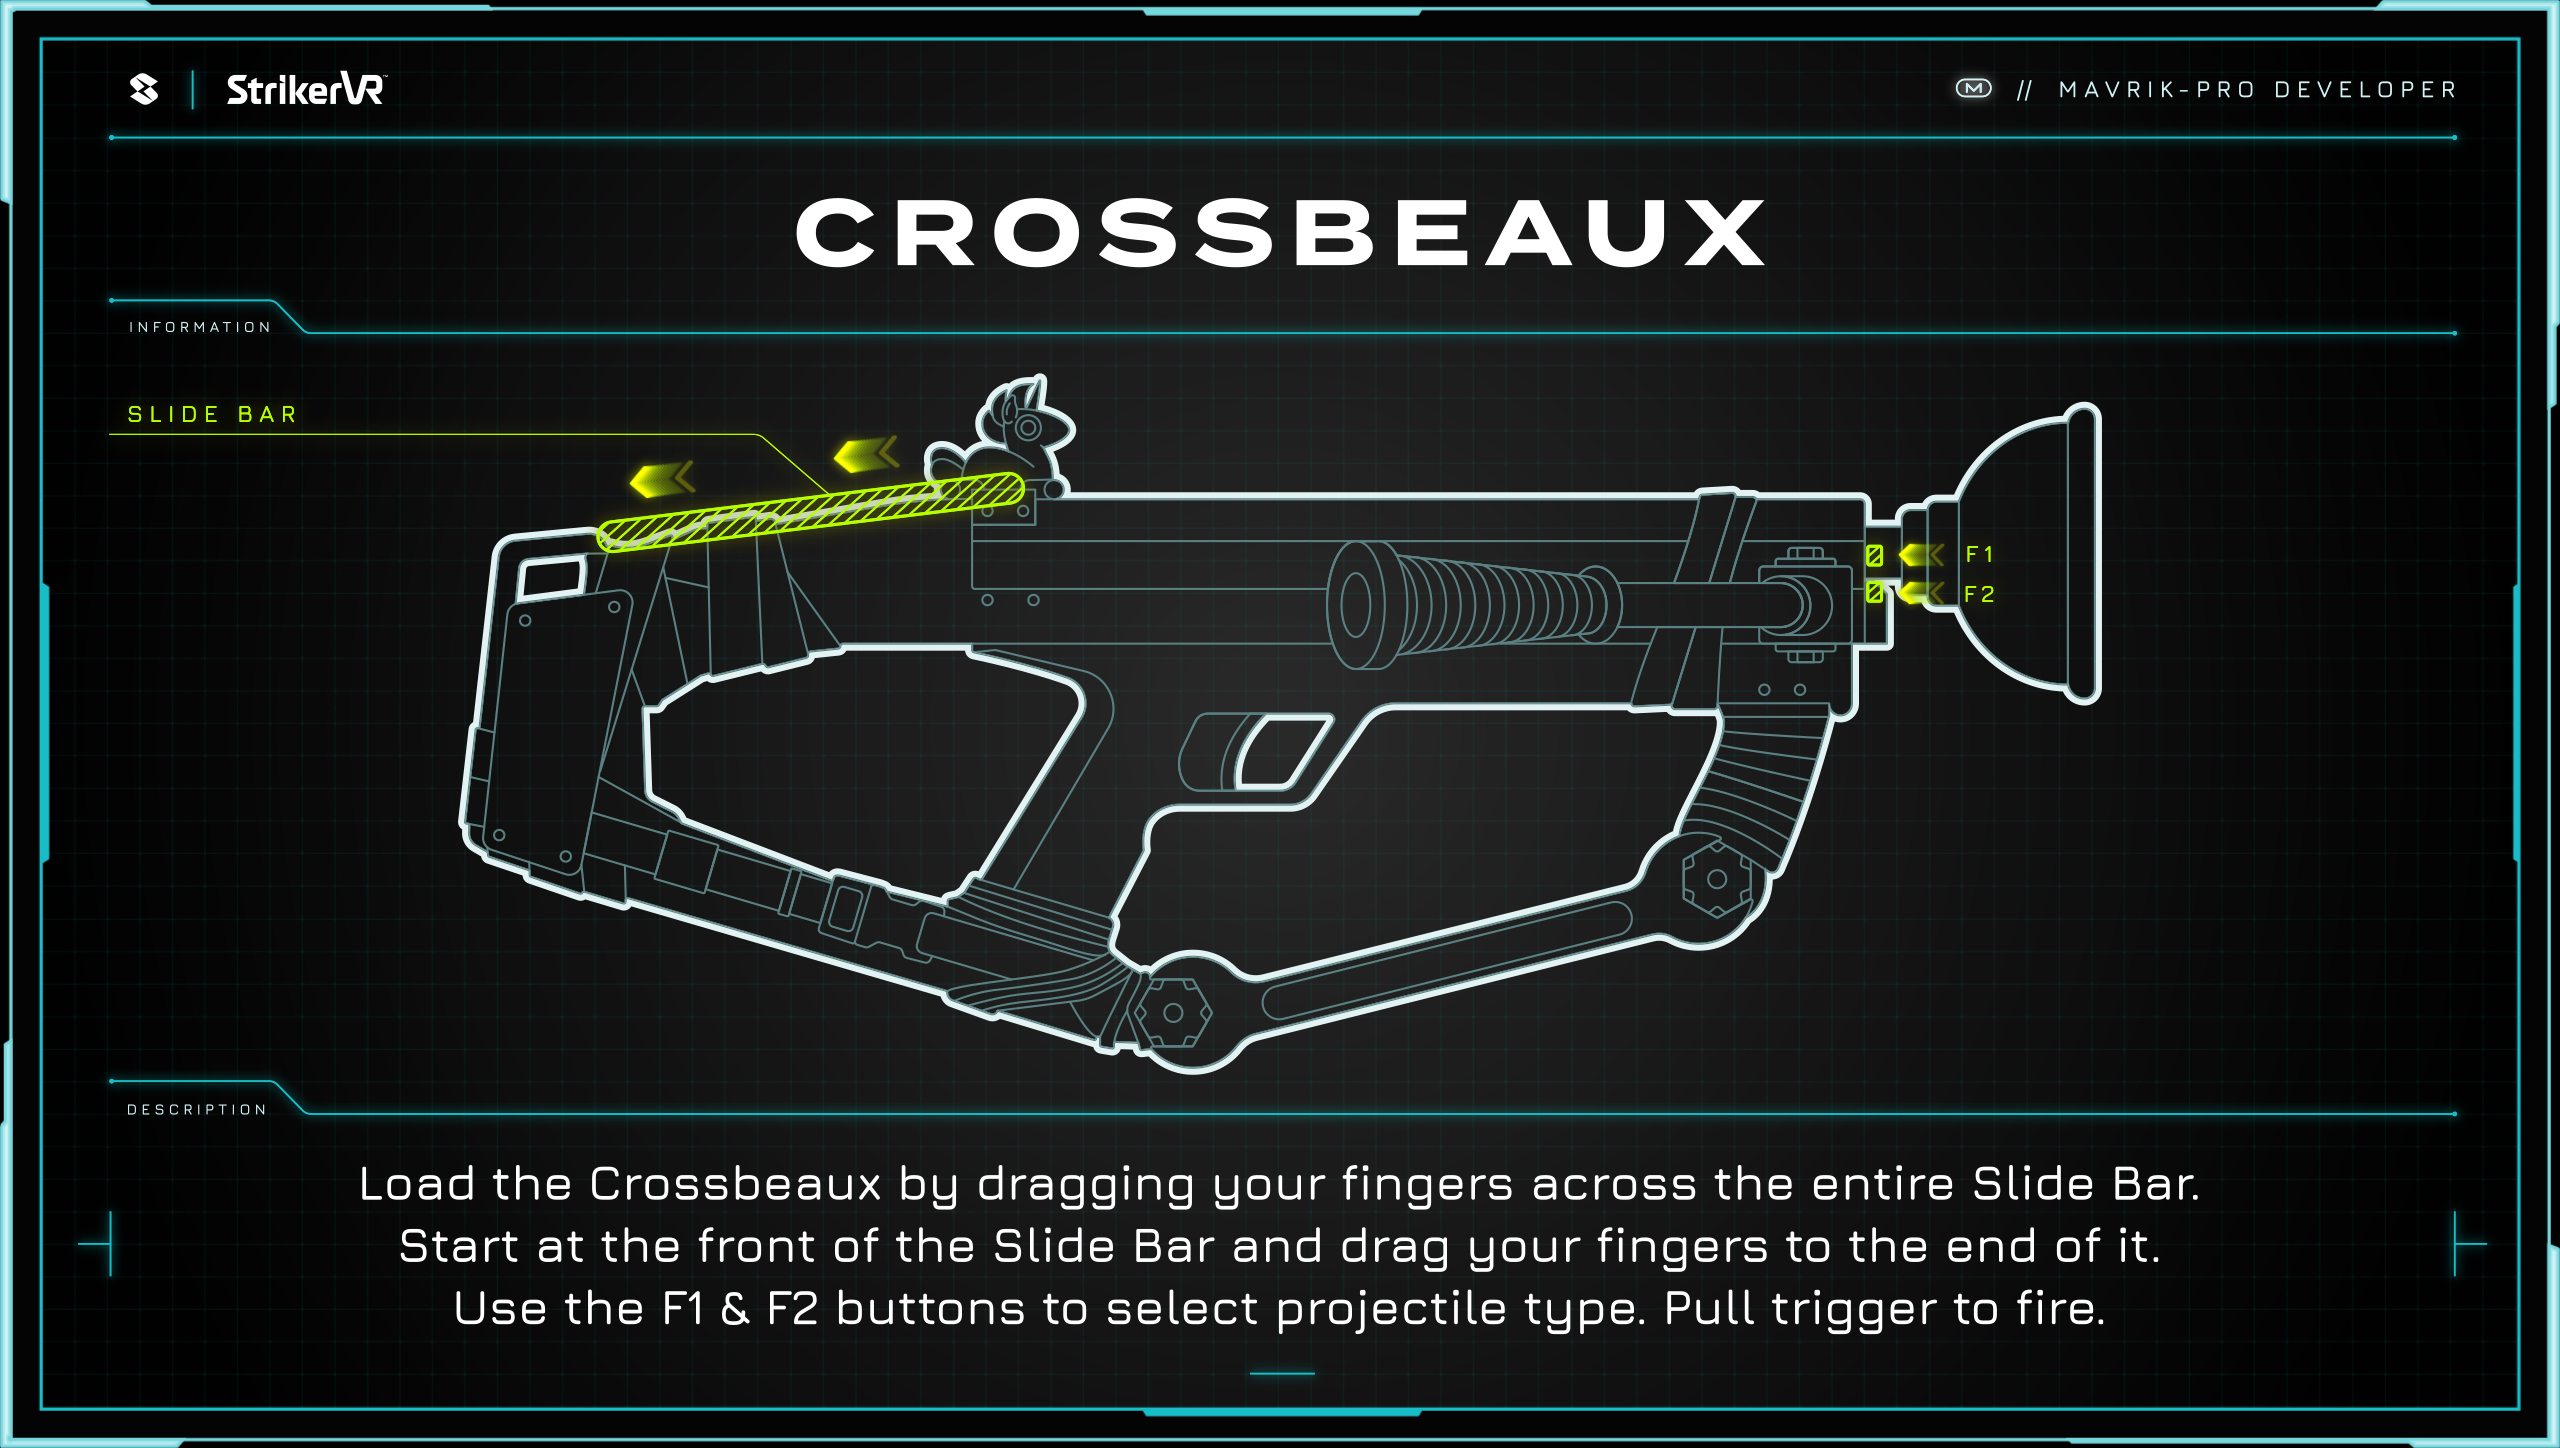 StrikerVR™
M // MAVRIK-PRO DEVELOPER
CROSSBEAUX
INFORMATION
SLIDE BAR
F1
F2
DESCRIPTION
Load the Crossbeaux by dragging your fingers across the entire Slide Bar.
Start at the front of the Slide Bar and drag your fingers to the end of it.
Use the F1 & F2 buttons to select projectile type. Pull trigger to fire.